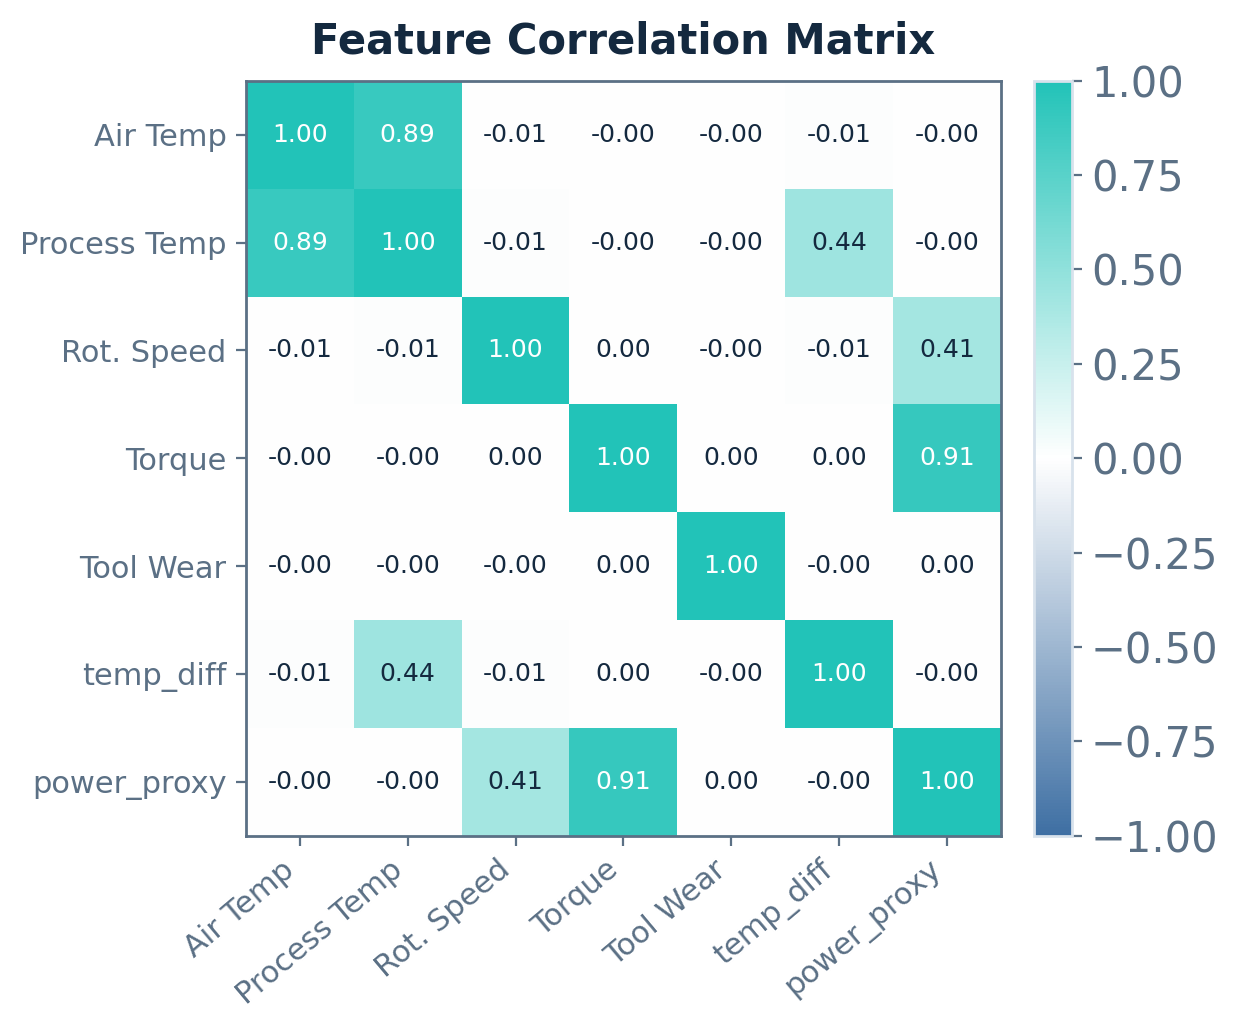 Feature Correlation Matrix
Air Temp 1.00 0.89 -0.01 -0.00 -0.00 -0.01 -0.00
Process Temp 0.89 1.00 -0.01 -0.00 -0.00 0.44 -0.00
Rot. Speed -0.01 -0.01 1.00 0.00 -0.00 -0.01 0.41
Torque -0.00 -0.00 0.00 1.00 0.00 0.00 0.91
Tool Wear -0.00 -0.00 -0.00 0.00 1.00 -0.00 0.00
temp_diff -0.01 0.44 -0.01 0.00 -0.00 1.00 -0.00
power_proxy -0.00 -0.00 0.41 0.91 0.00 -0.00 1.00
Air Temp Process Temp Rot. Speed Torque Tool Wear temp_diff power_proxy
1.00
0.75
0.50
0.25
0.00
−0.25
−0.50
−0.75
−1.00